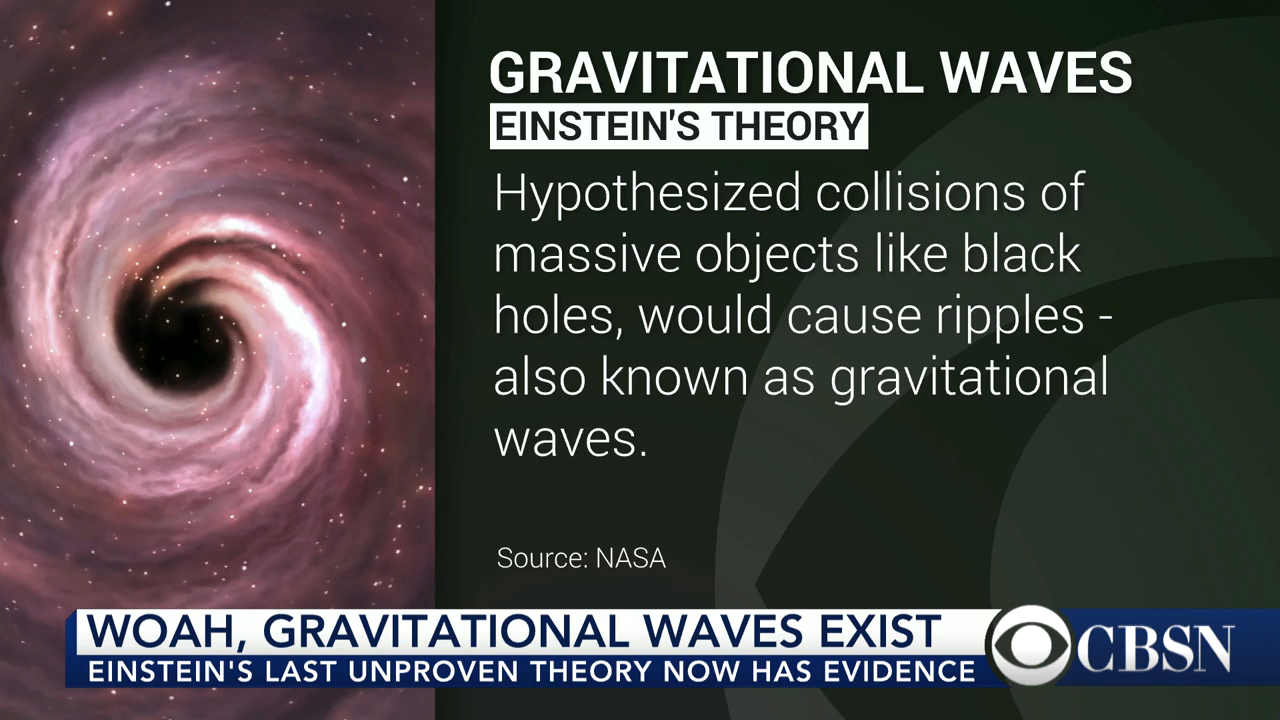 GRAVITATIONAL WAVES
EINSTEIN'S THEORY
Hypothesized collisions of
massive objects like black
holes, would cause ripples -
also known as gravitational
waves.
Source: NASA
WOAH, GRAVITATIONAL WAVES EXIST
EINSTEIN'S LAST UNPROVEN THEORY NOW HAS EVIDENCE
CBSN